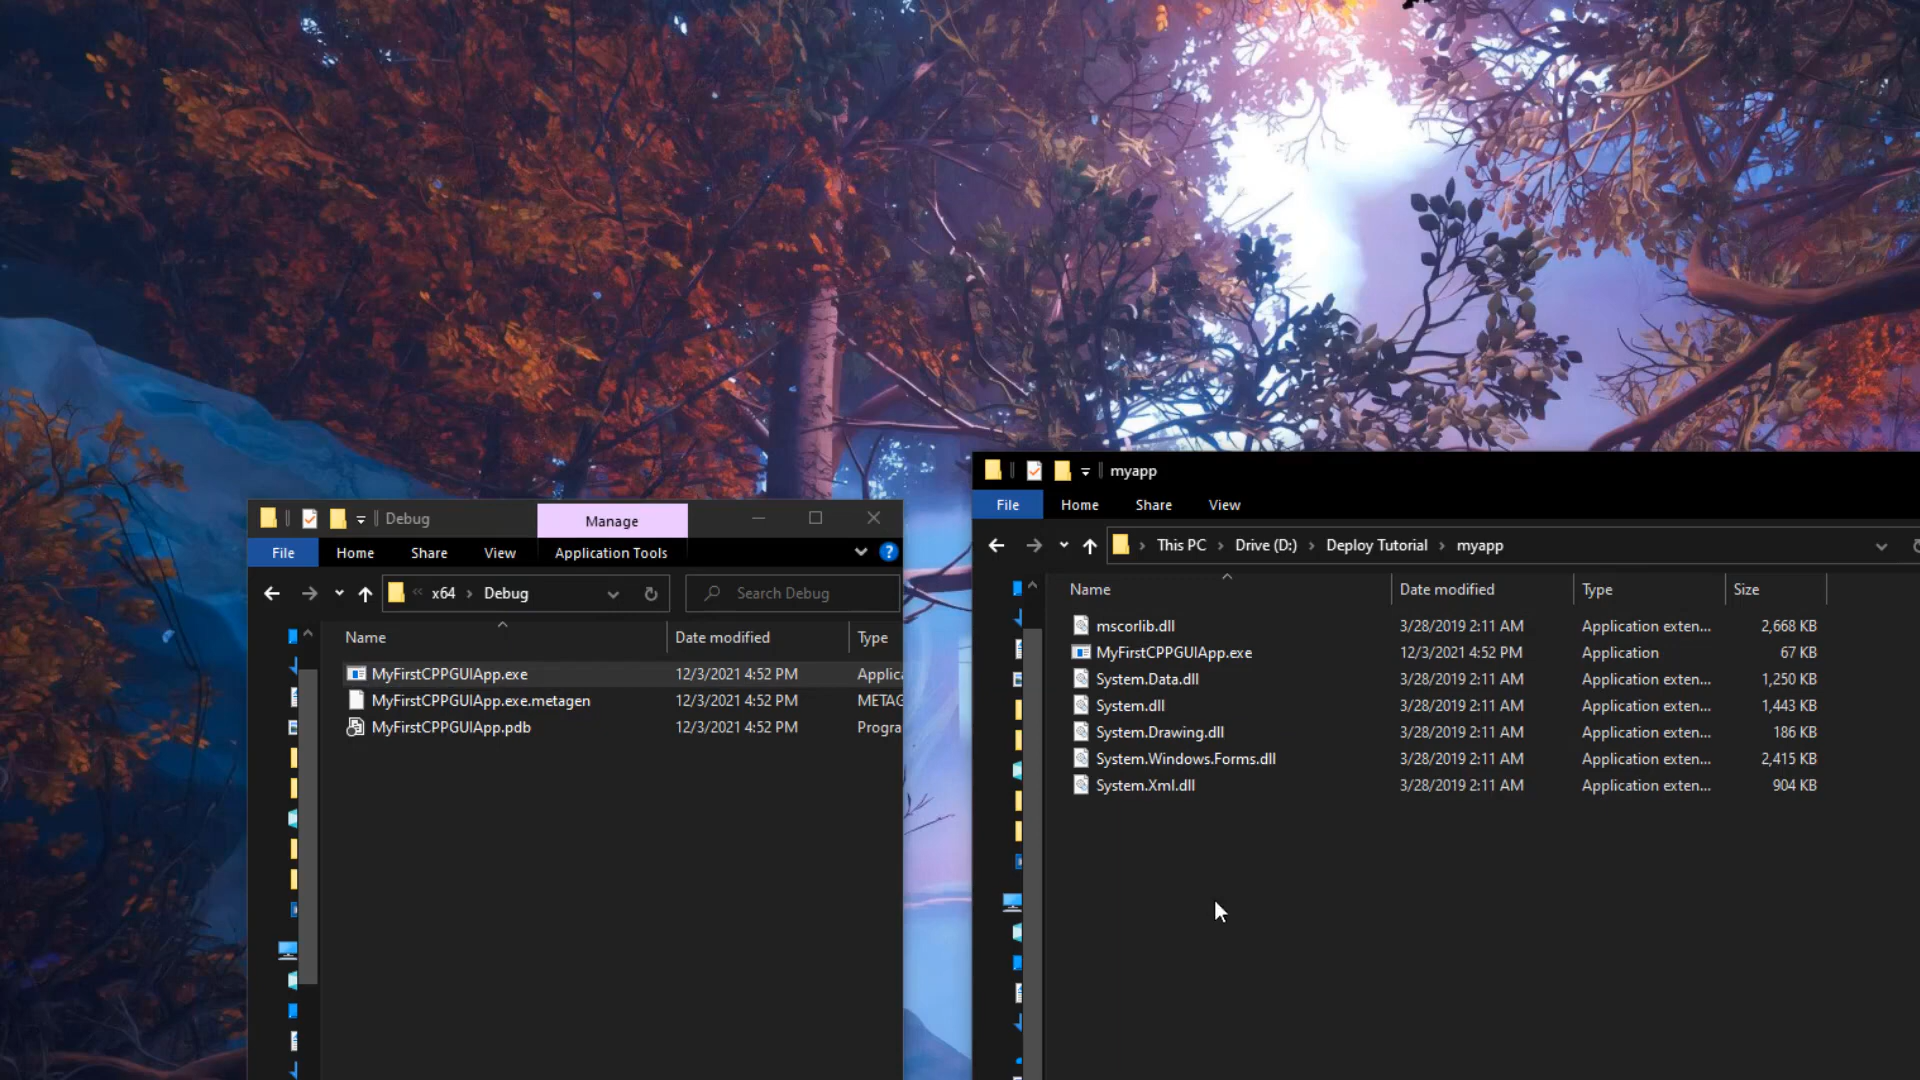 Debug
Manage
File Home Share View Application Tools
x64 Debug Search Debug
Name Date modified Type
MyFirstCPPGUIApp.exe 12/3/2021 4:52 PM Applic
MyFirstCPPGUIApp.exe.metagen 12/3/2021 4:52 PM METAG
MyFirstCPPGUIApp.pdb 12/3/2021 4:52 PM Progra
myapp
File Home Share View
This PC Drive (D:) Deploy Tutorial myapp
Name Date modified Type Size
mscorlib.dll 3/28/2019 2:11 AM Application exten... 2,668 KB
MyFirstCPPGUIApp.exe 12/3/2021 4:52 PM Application 67 KB
System.Data.dll 3/28/2019 2:11 AM Application exten... 1,250 KB
System.dll 3/28/2019 2:11 AM Application exten... 1,443 KB
System.Drawing.dll 3/28/2019 2:11 AM Application exten... 186 KB
System.Windows.Forms.dll 3/28/2019 2:11 AM Application exten... 2,415 KB
System.Xml.dll 3/28/2019 2:11 AM Application exten... 904 KB